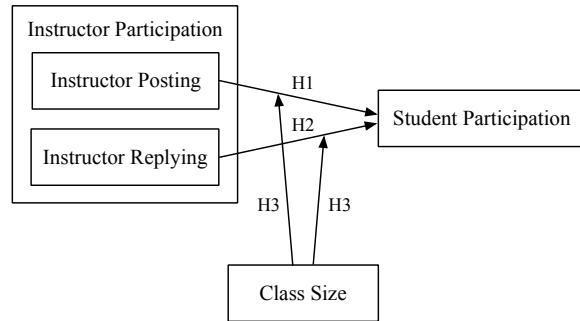 Instructor Participation
Instructor Posting
H1
Student Participation
H2
Instructor Replying
H3
H3
Class Size